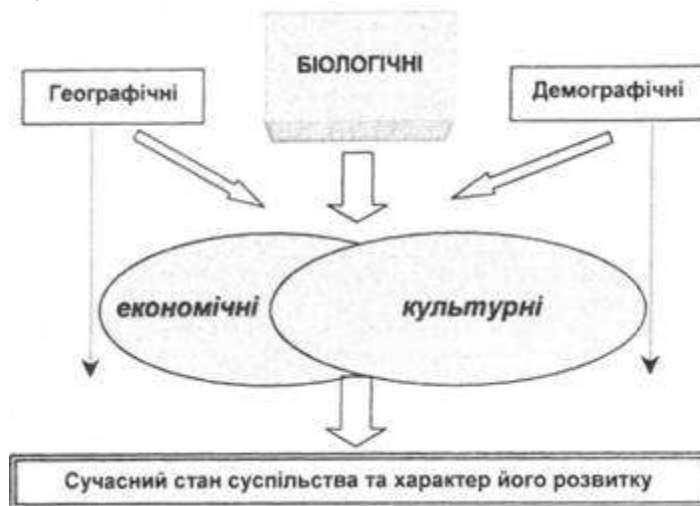 БІОЛОГІЧНІ
Географічні
Демографічні
економічні
культурні
Сучасний стан суспільства та характер його розвитку